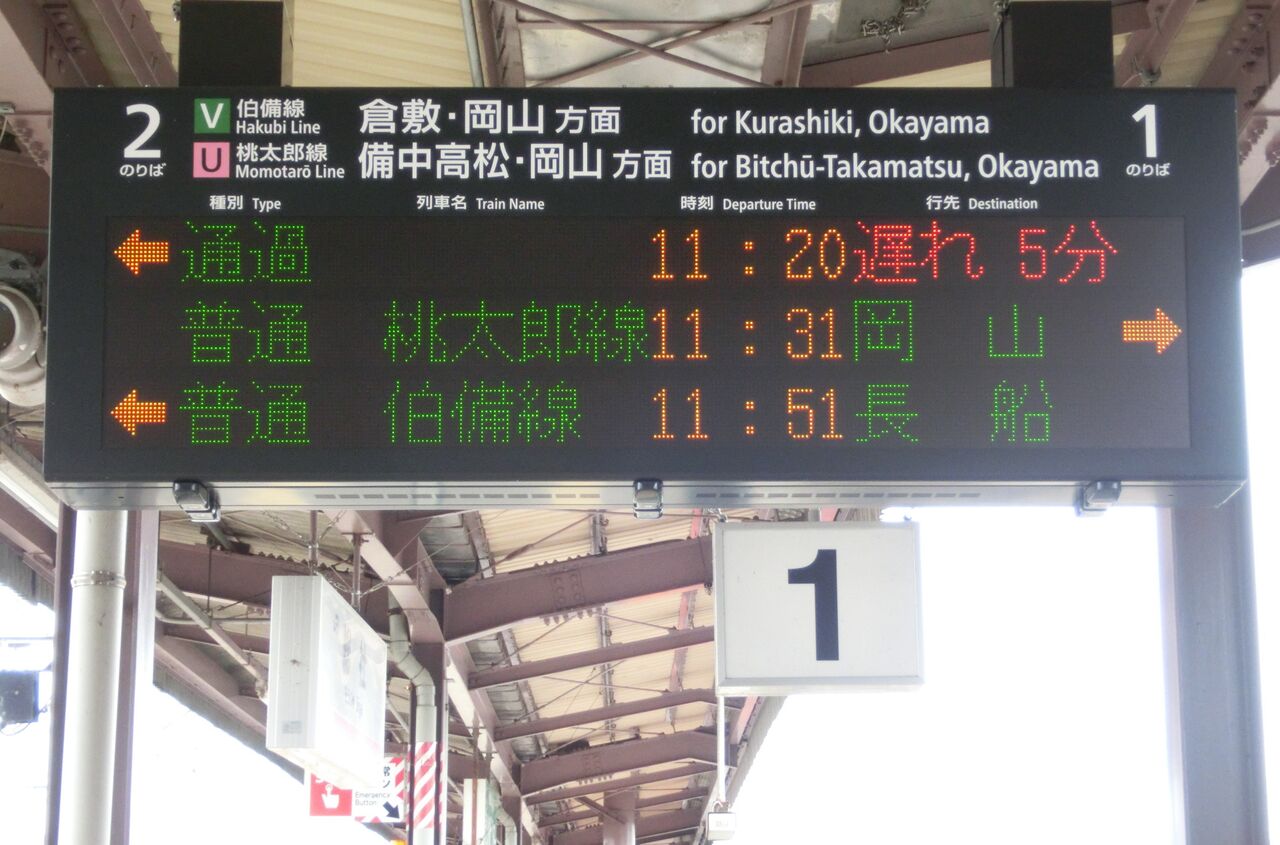 2 のりば
V 伯備線 Hakubi Line 倉敷・岡山 方面 for Kurashiki, Okayama
U 桃太郎線 Momotarō Line 備中高松・岡山 方面 for Bitchū-Takamatsu, Okayama
1 のりば
種別 Type 列車名 Train Name 時刻 Departure Time 行先 Destination
← 通過 11:20 遅れ 5分
普通 桃太郎線 11:31 岡山 →
← 普通 伯備線 11:51 長船
1
Emergency
Button